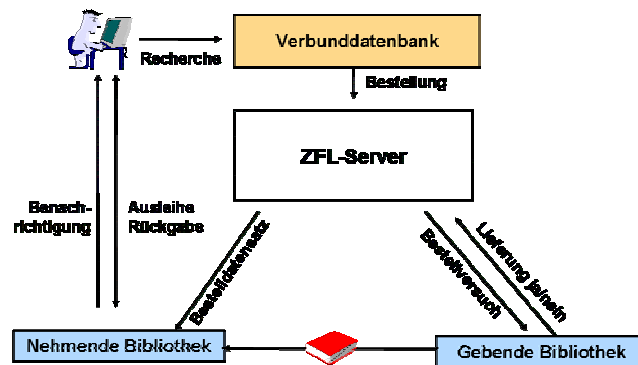 Verbunddatenbank
Recherche
Bestellung
ZFL-Server
Benach-
richtigung
Ausleihe
Rückgabe
Bestelldatensatz
Bestellversuch
Lieferung ja/nein
Nehmende Bibliothek
Gebende Bibliothek